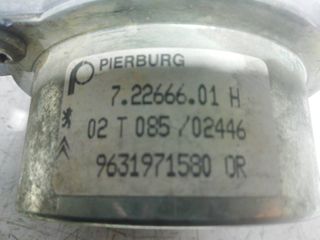 PIERBURG
7.22666.01 H
02 T 085/02446
9631971580 OR